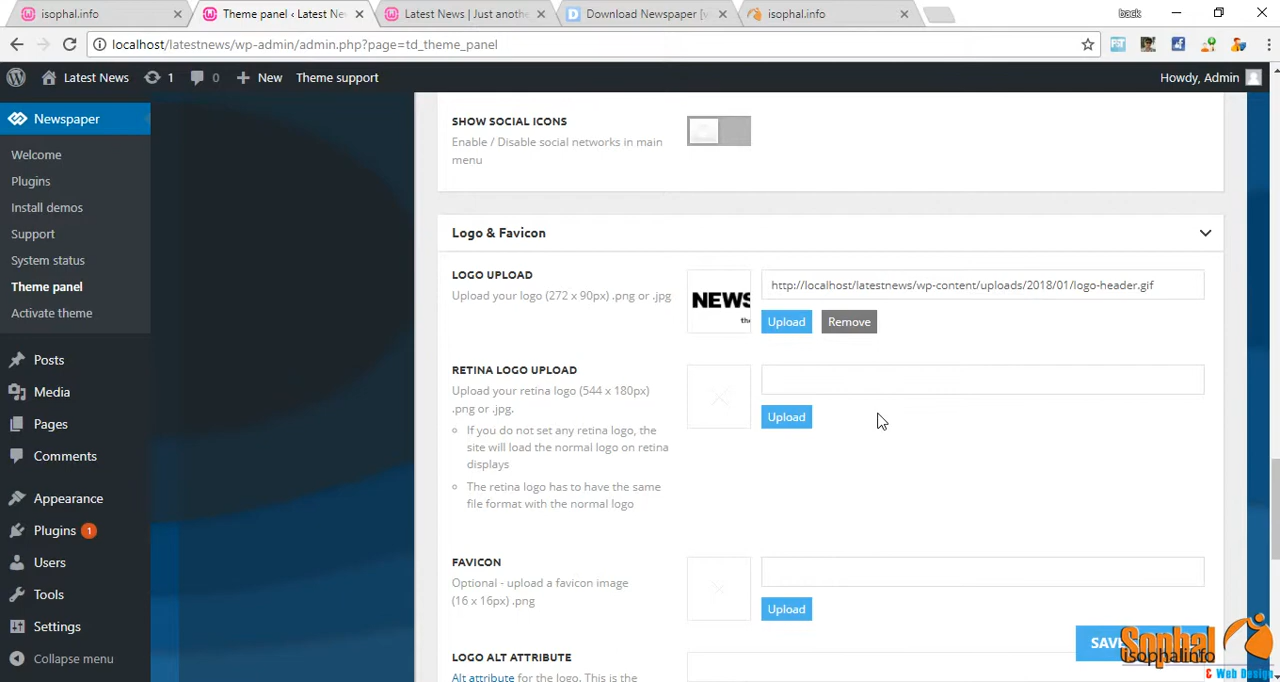 isophal.info
Theme panel ‹ Latest Ne
Latest News | Just anoth
Download Newspaper [v
isophal.info
back
localhost/latestnews/wp-admin/admin.php?page=td_theme_panel
Latest News
1
0
New
Theme support
Howdy, Admin
Newspaper
Welcome
Plugins
Install demos
Support
System status
Theme panel
Activate theme
Posts
Media
Pages
Comments
Appearance
Plugins 1
Users
Tools
Settings
Collapse menu
SHOW SOCIAL ICONS
Enable / Disable social networks in main
menu
Logo & Favicon
LOGO UPLOAD
Upload your logo (272 x 90px) .png or .jpg
NEWS
the
http://localhost/latestnews/wp-content/uploads/2018/01/logo-header.gif
Upload
Remove
RETINA LOGO UPLOAD
Upload your retina logo (544 x 180px)
.png or .jpg.
If you do not set any retina logo, the
site will load the normal logo on retina
displays
The retina logo has to have the same
file format with the normal logo
Upload
FAVICON
Optional - upload a favicon image
(16 x 16px) .png
Upload
LOGO ALT ATTRIBUTE
Alt attribute for the logo. This is the
SAVE
Sophal
isophalinfo
& Web Design